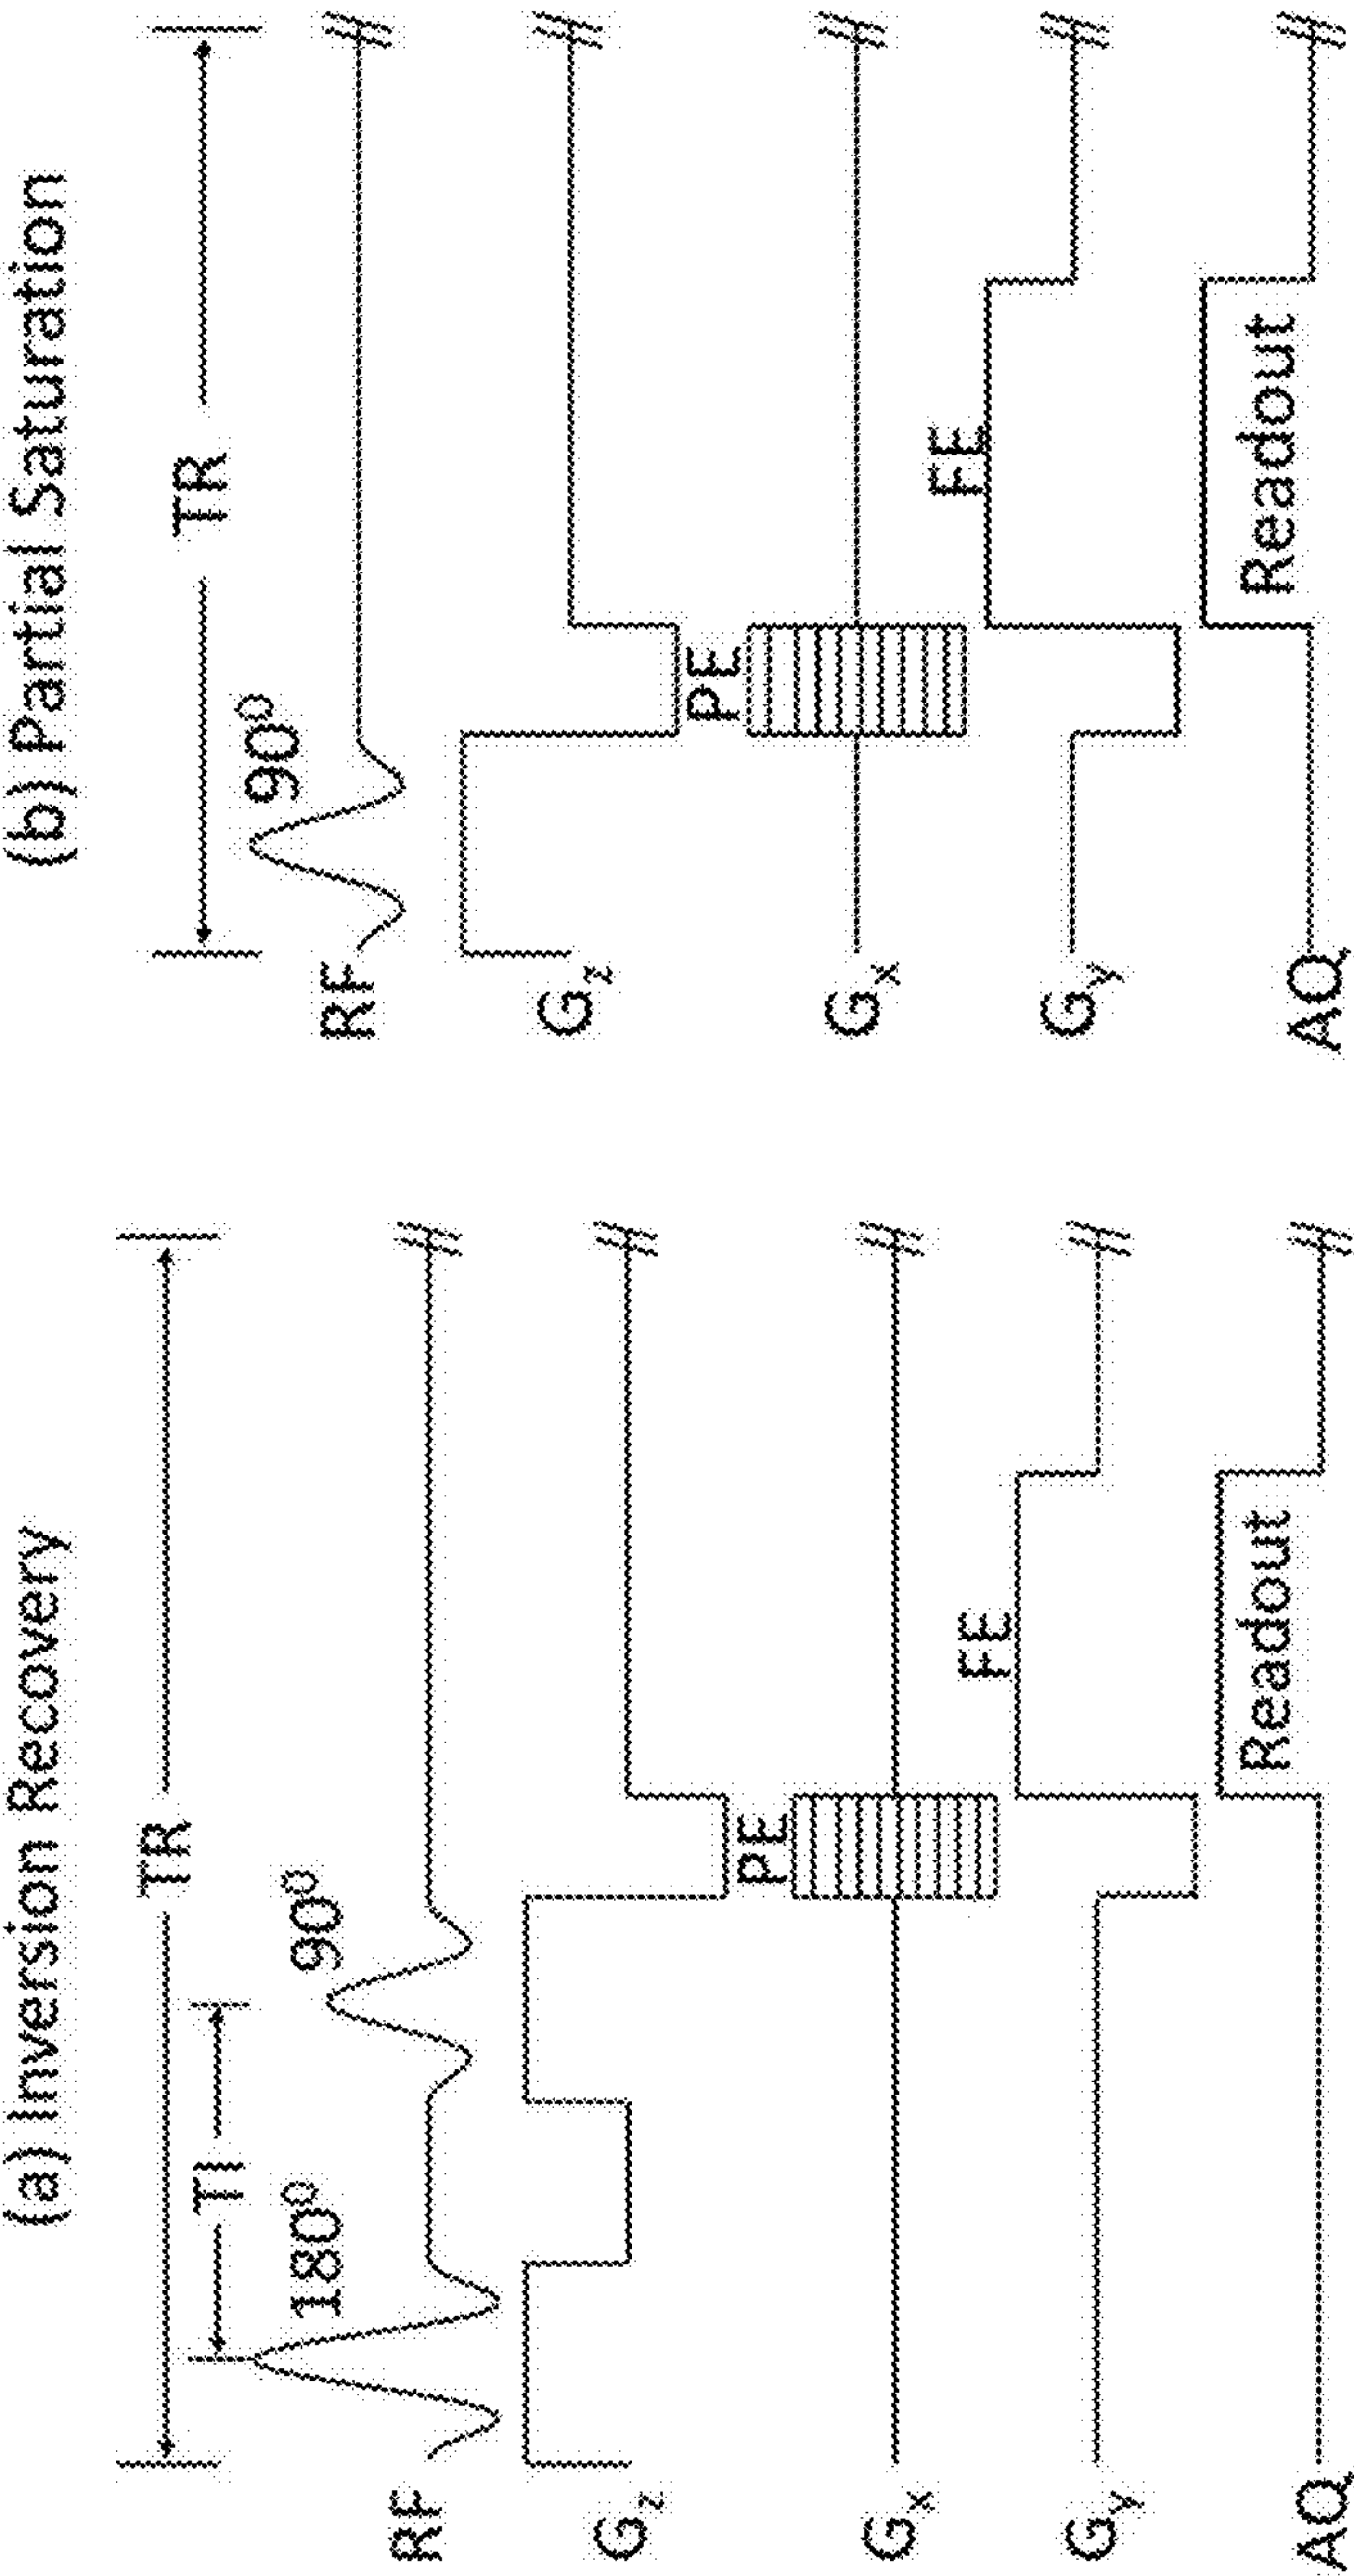 (a) Inversion Recovery
TR
TI
180°
90°
RF
Gz
PE
Gx
FE
Gy
Readout
AQ
(b) Partial Saturation
TR
90°
RF
Gz
PE
Gx
FE
Gy
Readout
AQ